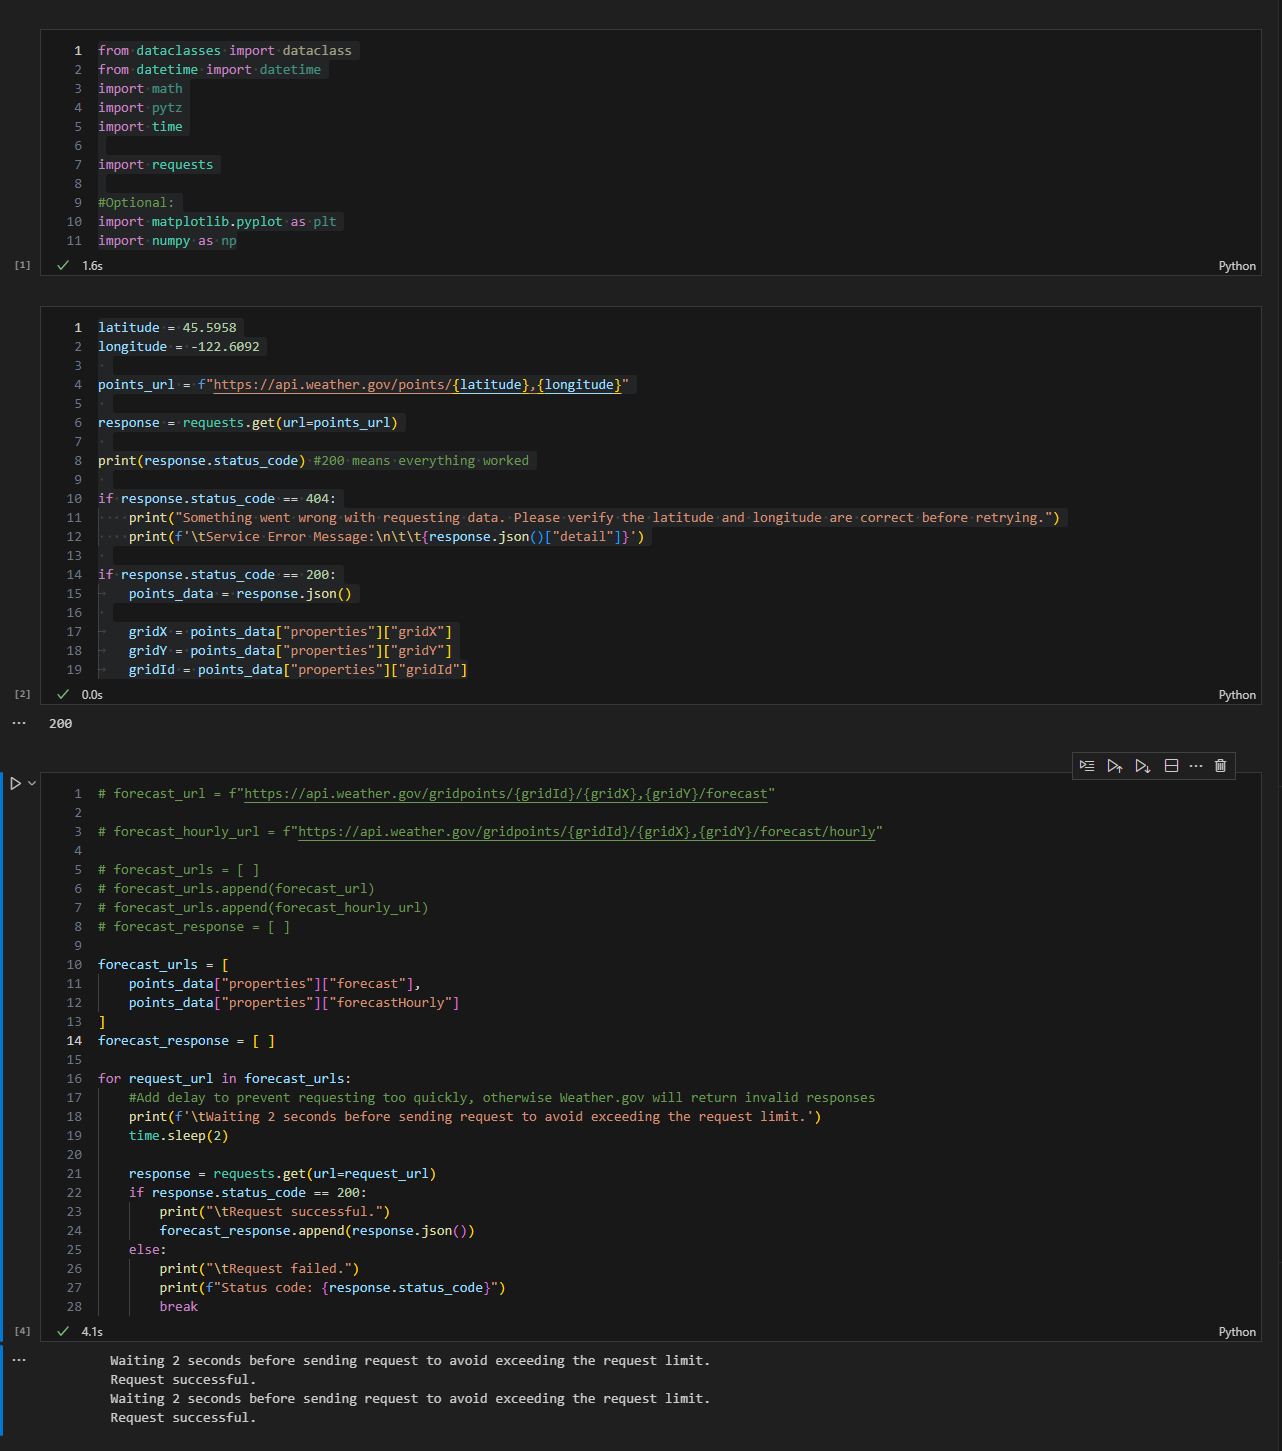 1 from dataclasses import dataclass
2 from datetime import datetime
3 import math
4 import pytz
5 import time
6
7 import requests
8
9 #Optional:
10 import matplotlib.pyplot as plt
11 import numpy as np
[1] ✓ 1.6s Python
1 latitude = 45.5958
2 longitude = -122.6092
3
4 points_url = f"https://api.weather.gov/points/{latitude},{longitude}"
5
6 response = requests.get(url=points_url)
7
8 print(response.status_code) #200 means everything worked
9
10 if response.status_code == 404:
11     print("Something went wrong with requesting data. Please verify the latitude and longitude are correct before retrying.")
12     print(f'\tService Error Message:\n\t\t{response.json()["detail"]}')
13
14 if response.status_code == 200:
15     points_data = response.json()
16
17     gridX = points_data["properties"]["gridX"]
18     gridY = points_data["properties"]["gridY"]
19     gridId = points_data["properties"]["gridId"]
[2] ✓ 0.0s Python
... 200
1 # forecast_url = f"https://api.weather.gov/gridpoints/{gridId}/{gridX},{gridY}/forecast"
2
3 # forecast_hourly_url = f"https://api.weather.gov/gridpoints/{gridId}/{gridX},{gridY}/forecast/hourly"
4
5 # forecast_urls = [ ]
6 # forecast_urls.append(forecast_url)
7 # forecast_urls.append(forecast_hourly_url)
8 # forecast_response = [ ]
9
10 forecast_urls = [
11     points_data["properties"]["forecast"],
12     points_data["properties"]["forecastHourly"]
13 ]
14 forecast_response = [ ]
15
16 for request_url in forecast_urls:
17     #Add delay to prevent requesting too quickly, otherwise Weather.gov will return invalid responses
18     print(f'\tWaiting 2 seconds before sending request to avoid exceeding the request limit.')
19     time.sleep(2)
20
21     response = requests.get(url=request_url)
22     if response.status_code == 200:
23         print("\tRequest successful.")
24         forecast_response.append(response.json())
25     else:
26         print("\tRequest failed.")
27         print(f"Status code: {response.status_code}")
28         break
[4] ✓ 4.1s Python
... Waiting 2 seconds before sending request to avoid exceeding the request limit.
Request successful.
Waiting 2 seconds before sending request to avoid exceeding the request limit.
Request successful.